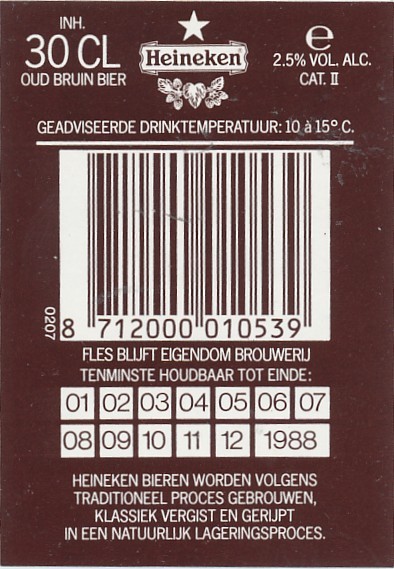 INH.
30 CL
OUD BRUIN BIER
Heineken
℮
2.5% VOL. ALC.
CAT. II
GEADVISEERDE DRINKTEMPERATUUR: 10 à 15° C.
0207
8 712000 010539
FLES BLIJFT EIGENDOM BROUWERIJ
TENMINSTE HOUDBAAR TOT EINDE:
01 02 03 04 05 06 07
08 09 10 11 12 1988
HEINEKEN BIEREN WORDEN VOLGENS
TRADITIONEEL PROCES GEBROUWEN,
KLASSIEK VERGIST EN GERIJPT
IN EEN NATUURLIJK LAGERINGSPROCES.